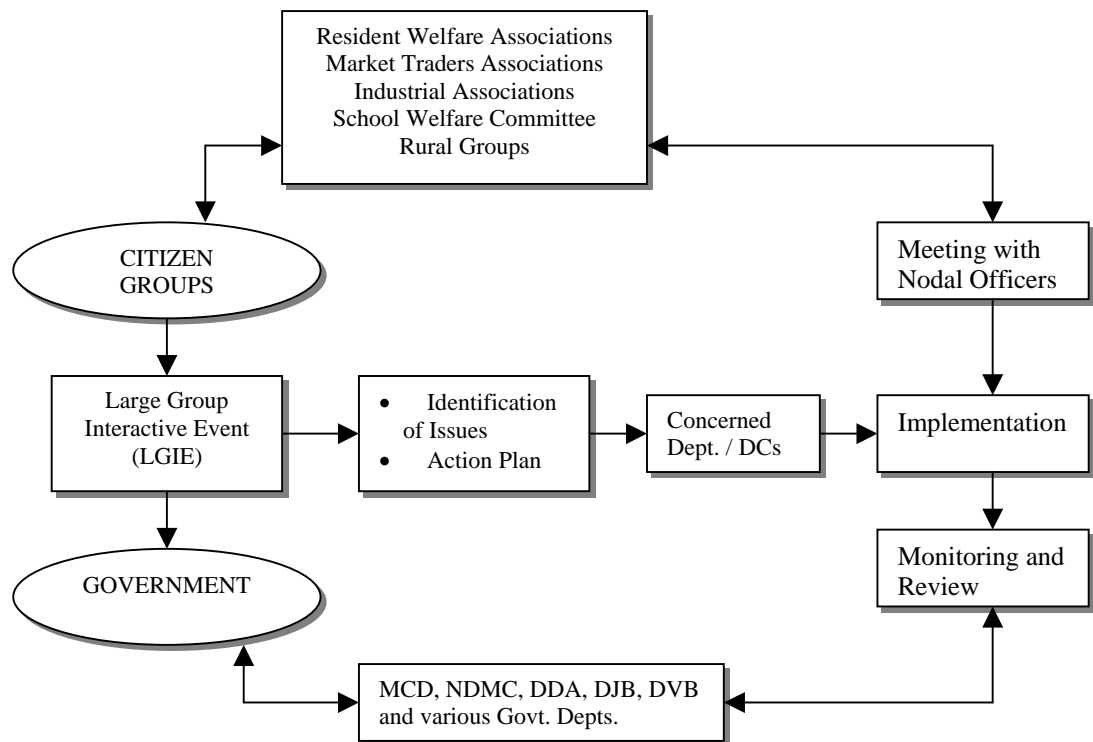 Resident Welfare Associations
Market Traders Associations
Industrial Associations
School Welfare Committee
Rural Groups
CITIZEN
GROUPS
Meeting with
Nodal Officers
Large Group
Interactive Event
(LGIE)
• Identification
of Issues
• Action Plan
Concerned
Dept. / DCs
Implementation
GOVERNMENT
Monitoring and
Review
MCD, NDMC, DDA, DJB, DVB
and various Govt. Depts.